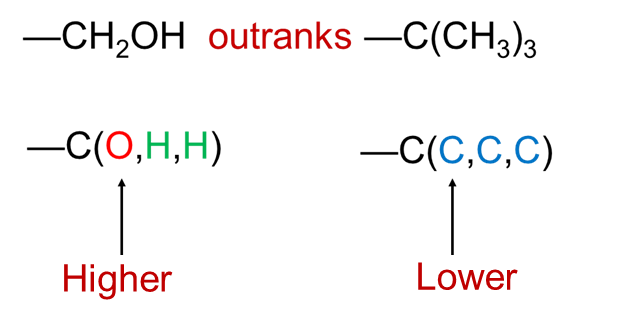 —CH₂OH outranks —C(CH₃)₃
—C(O,H,H) —C(C,C,C)
Higher Lower